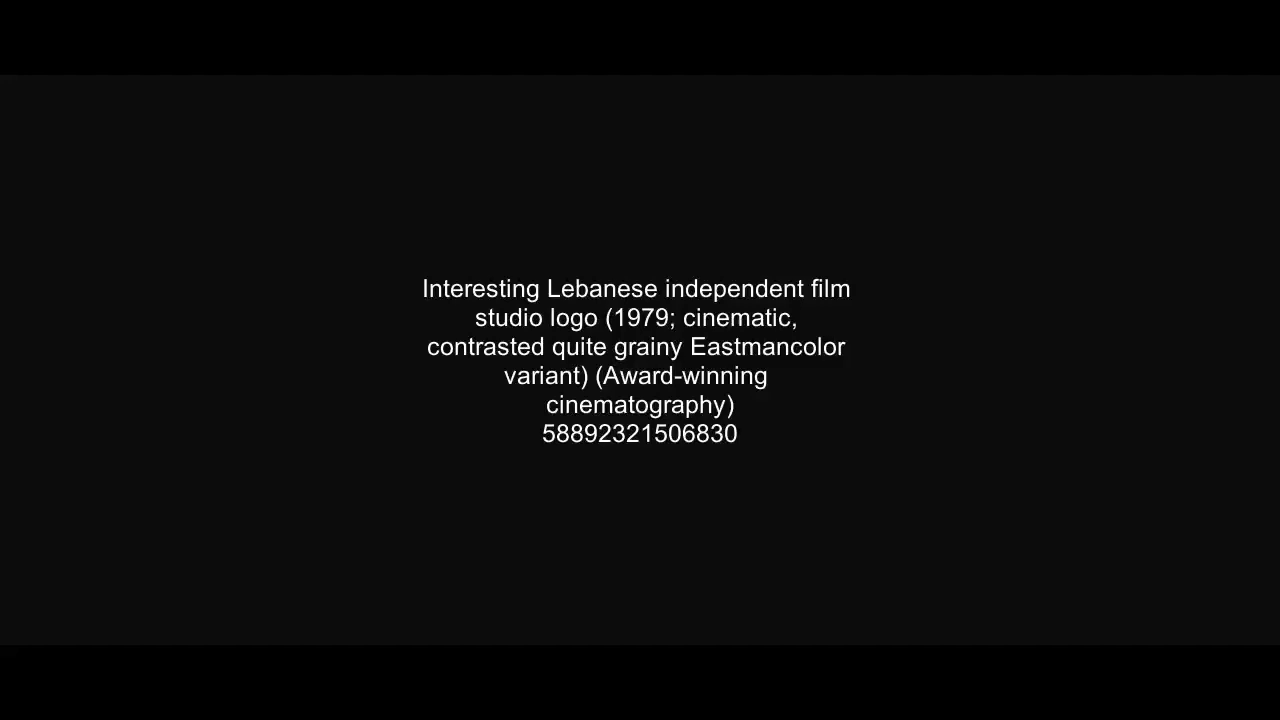 Interesting Lebanese independent film
studio logo (1979; cinematic,
contrasted quite grainy Eastmancolor
variant) (Award-winning
cinematography)
58892321506830